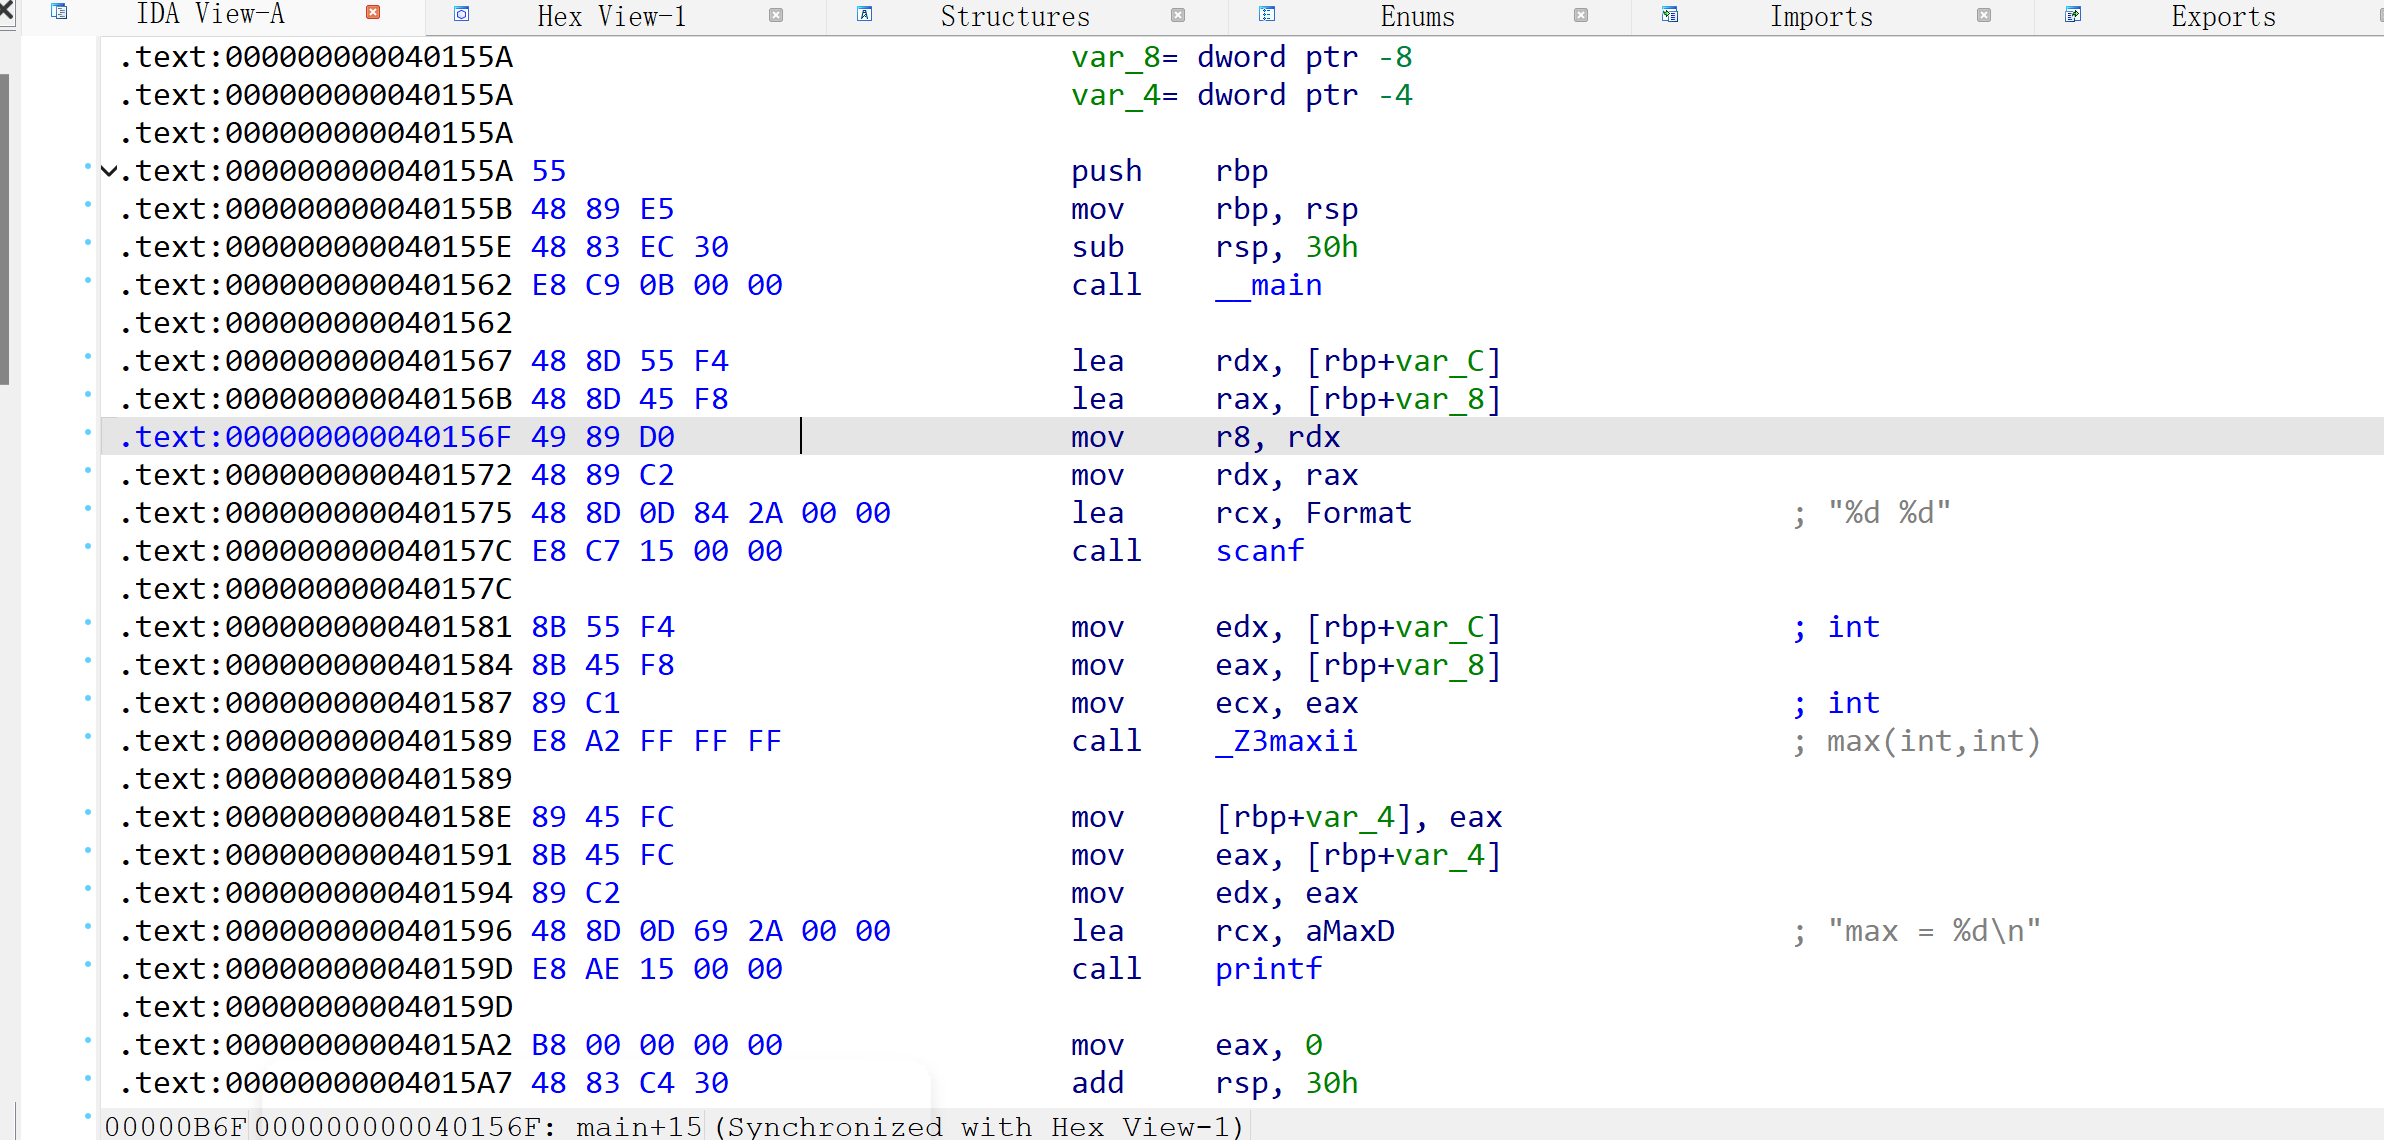 IDA View-A Hex View-1 Structures Enums Imports Exports
.text:000000000040155A var_8= dword ptr -8
.text:000000000040155A var_4= dword ptr -4
.text:000000000040155A
.text:000000000040155A 55 push rbp
.text:000000000040155B 48 89 E5 mov rbp, rsp
.text:000000000040155E 48 83 EC 30 sub rsp, 30h
.text:0000000000401562 E8 C9 0B 00 00 call __main
.text:0000000000401562
.text:0000000000401567 48 8D 55 F4 lea rdx, [rbp+var_C]
.text:000000000040156B 48 8D 45 F8 lea rax, [rbp+var_8]
.text:000000000040156F 49 89 D0 mov r8, rdx
.text:0000000000401572 48 89 C2 mov rdx, rax
.text:0000000000401575 48 8D 0D 84 2A 00 00 lea rcx, Format ; "%d %d"
.text:000000000040157C E8 C7 15 00 00 call scanf
.text:000000000040157C
.text:0000000000401581 8B 55 F4 mov edx, [rbp+var_C] ; int
.text:0000000000401584 8B 45 F8 mov eax, [rbp+var_8]
.text:0000000000401587 89 C1 mov ecx, eax ; int
.text:0000000000401589 E8 A2 FF FF FF call _Z3maxii ; max(int,int)
.text:0000000000401589
.text:000000000040158E 89 45 FC mov [rbp+var_4], eax
.text:0000000000401591 8B 45 FC mov eax, [rbp+var_4]
.text:0000000000401594 89 C2 mov edx, eax
.text:0000000000401596 48 8D 0D 69 2A 00 00 lea rcx, aMaxD ; "max = %d\n"
.text:000000000040159D E8 AE 15 00 00 call printf
.text:000000000040159D
.text:00000000004015A2 B8 00 00 00 00 mov eax, 0
.text:00000000004015A7 48 83 C4 30 add rsp, 30h
00000B6F 000000000040156F: main+15 (Synchronized with Hex View-1)